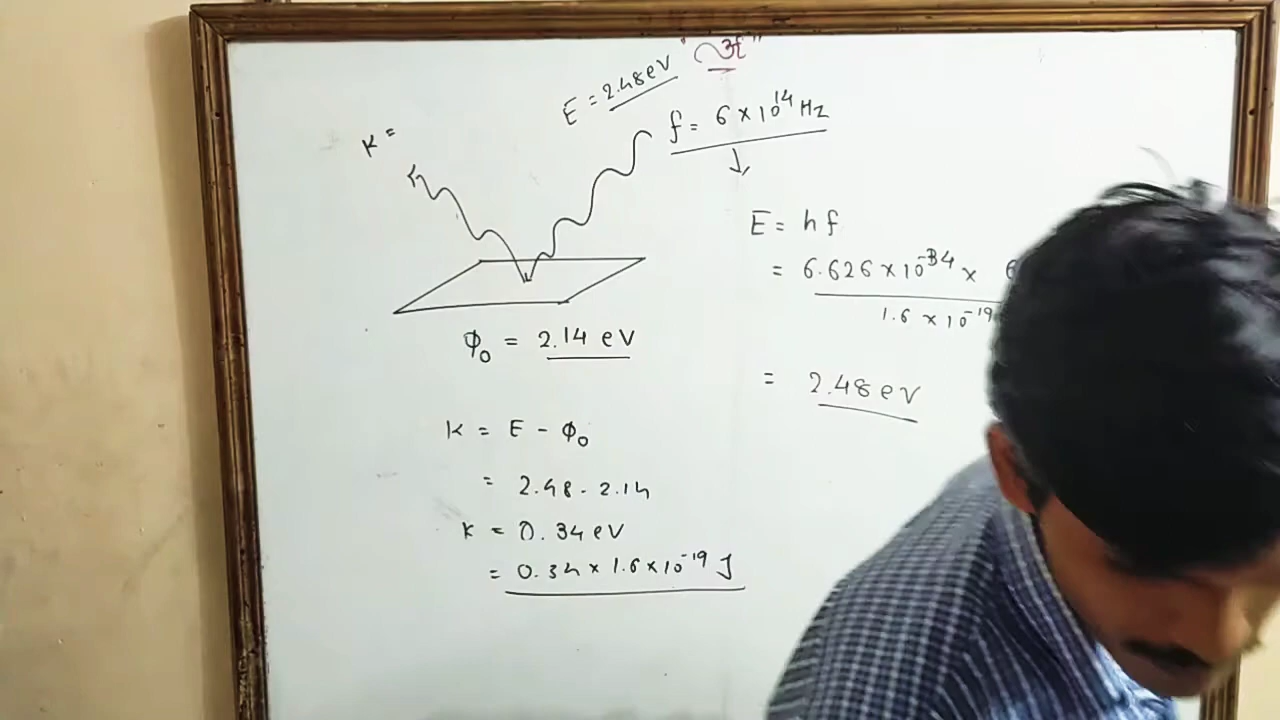 "अ"
E = 2.48 eV
f = 6 × 10¹⁴ Hz
K =
E = h f
= 6.626 × 10⁻³⁴ × 6
1.6 × 10⁻¹⁹
= 2.48 eV
Φ₀ = 2.14 eV
K = E - Φ₀
= 2.48 - 2.14
K = 0.34 eV
= 0.34 × 1.6 × 10⁻¹⁹ J